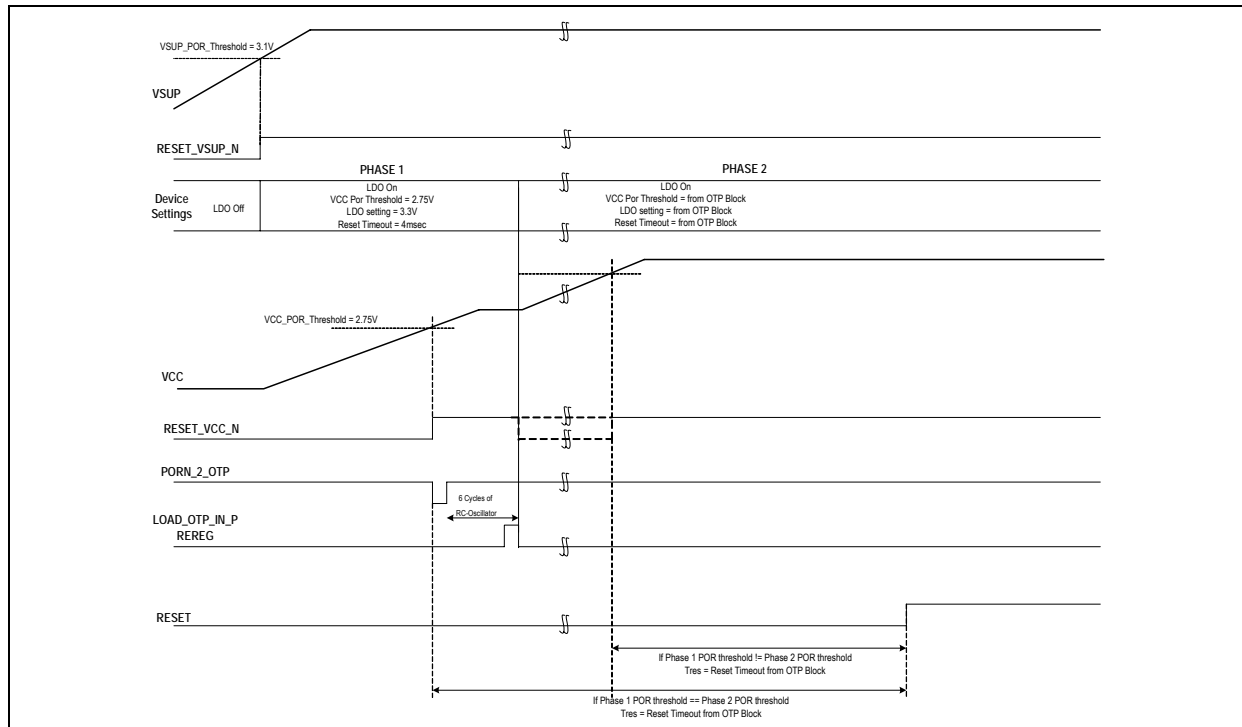 VSUP_POR_Threshold = 3.1V
VSUP
RESET_VSUP_N
PHASE 1
PHASE 2
Device
Settings
LDO Off
LDO On
VCC Por Threshold = 2.75V
LDO setting = 3.3V
Reset Timeout = 4msec
LDO On
VCC Por Threshold = from OTP Block
LDO setting = from OTP Block
Reset Timeout = from OTP Block
VCC_POR_Threshold = 2.75V
VCC
RESET_VCC_N
PORN_2_OTP
6 Cycles of
RC-Oscillator
LOAD_OTP_IN_P
REREG
RESET
If Phase 1 POR threshold != Phase 2 POR threshold
Tres = Reset Timeout from OTP Block
If Phase 1 POR threshold == Phase 2 POR threshold
Tres = Reset Timeout from OTP Block